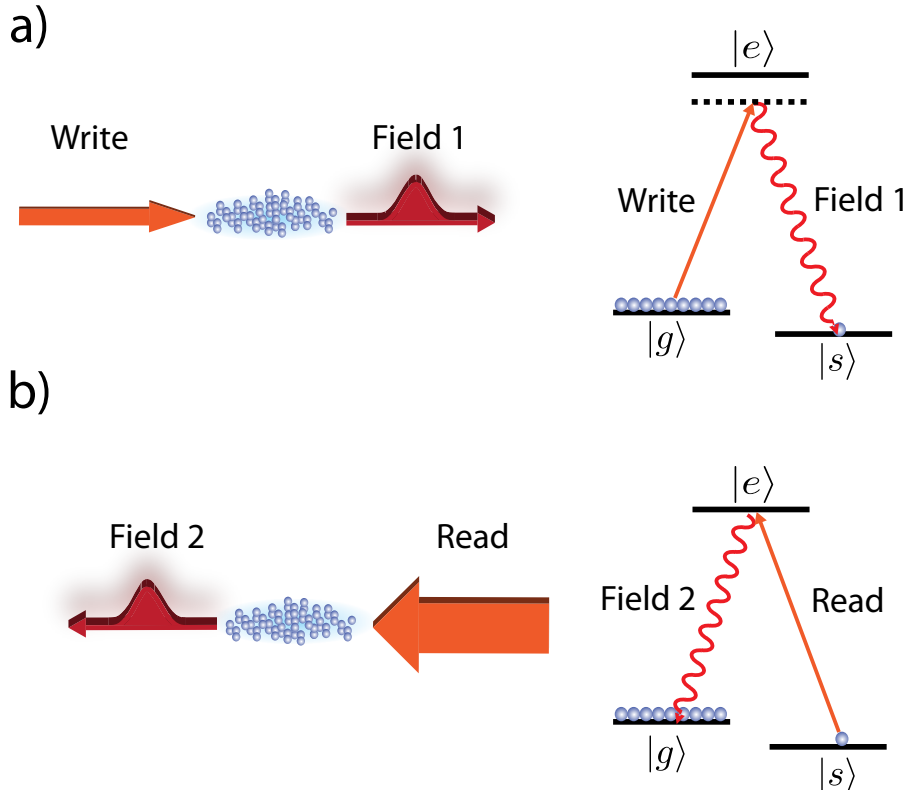 a)
|e⟩
Write
Field 1
Write
Field 1
|g⟩
|s⟩
b)
|e⟩
Field 2
Read
Field 2
Read
|g⟩
|s⟩